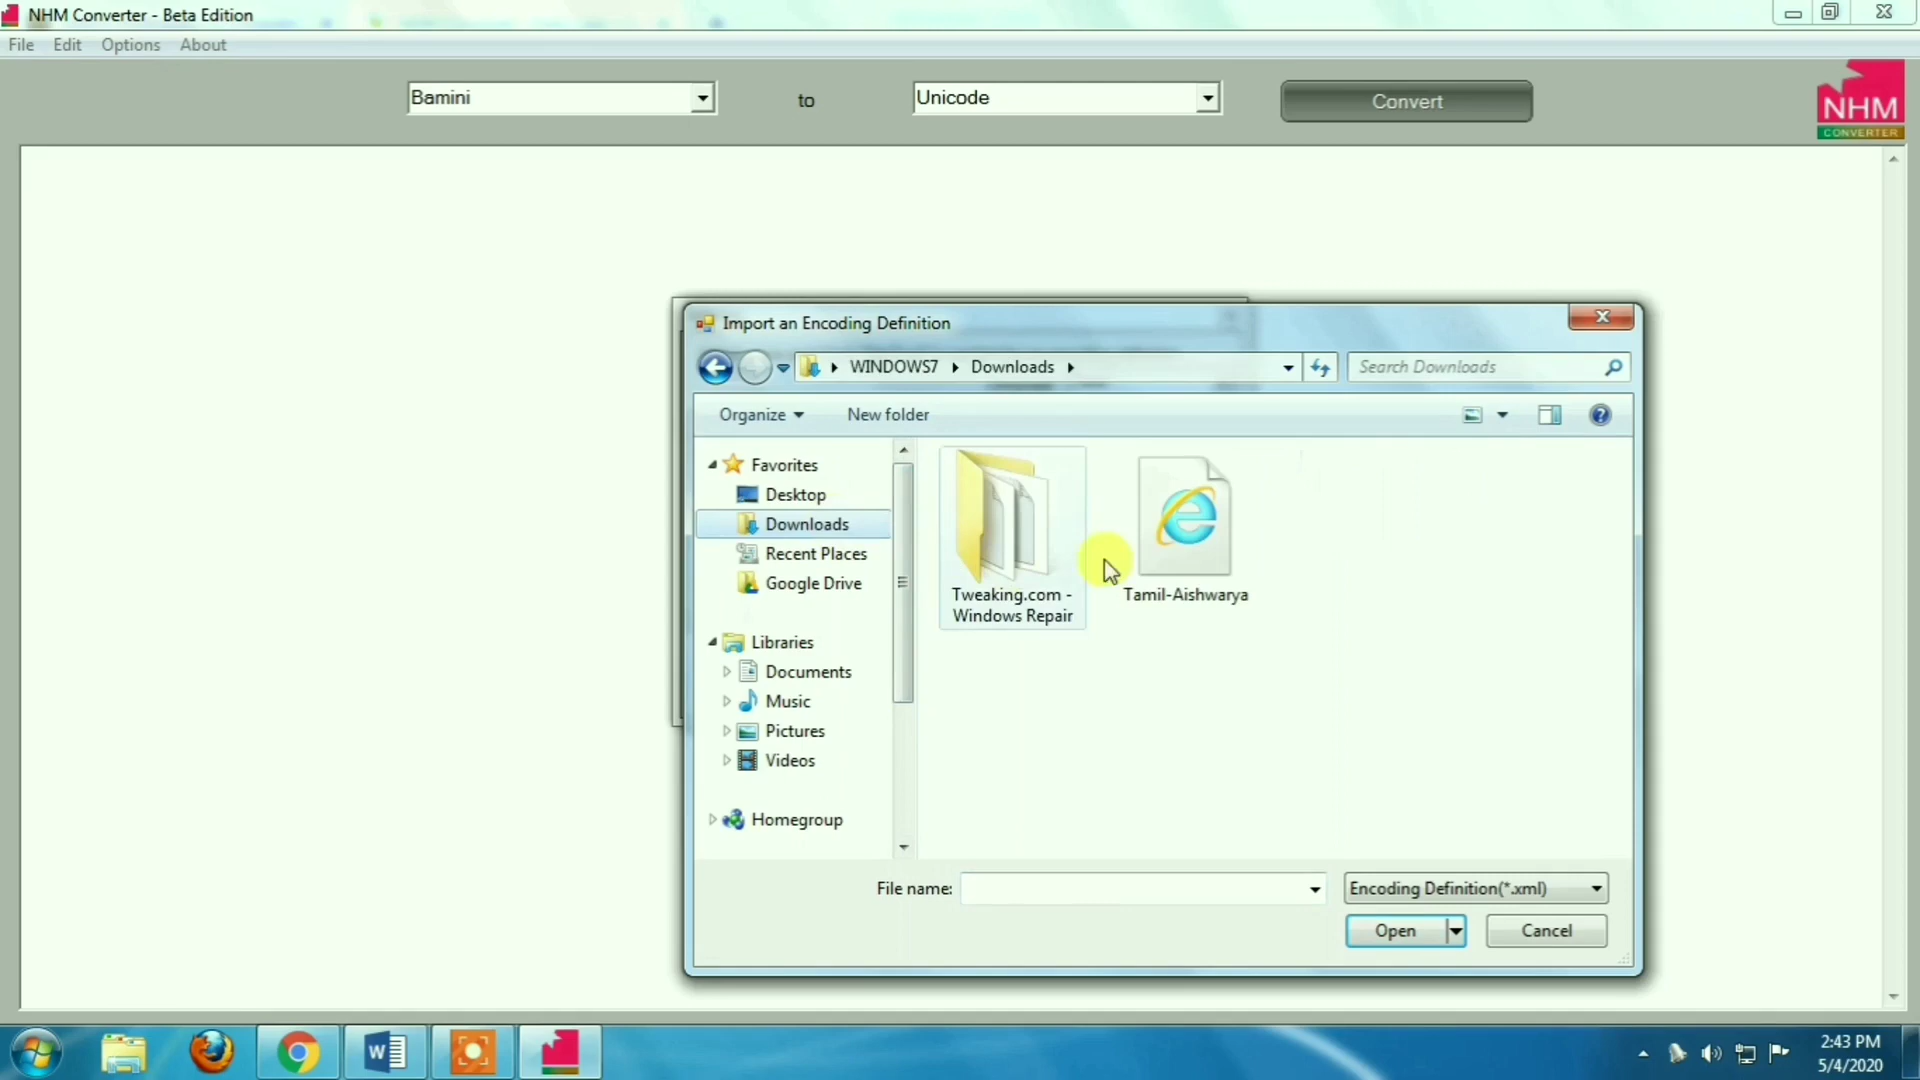 NHM Converter - Beta Edition
File Edit Options About
Bamini to Unicode Convert
NHM
CONVERTER
Import an Encoding Definition
WINDOWS7 Downloads Search Downloads
Organize New folder
Favorites
Desktop
Downloads
Recent Places
Google Drive
Libraries
Documents
Music
Pictures
Videos
Homegroup
Tweaking.com -
Windows Repair
Tamil-Aishwarya
File name: Encoding Definition(*.xml)
Open Cancel
2:43 PM
5/4/2020